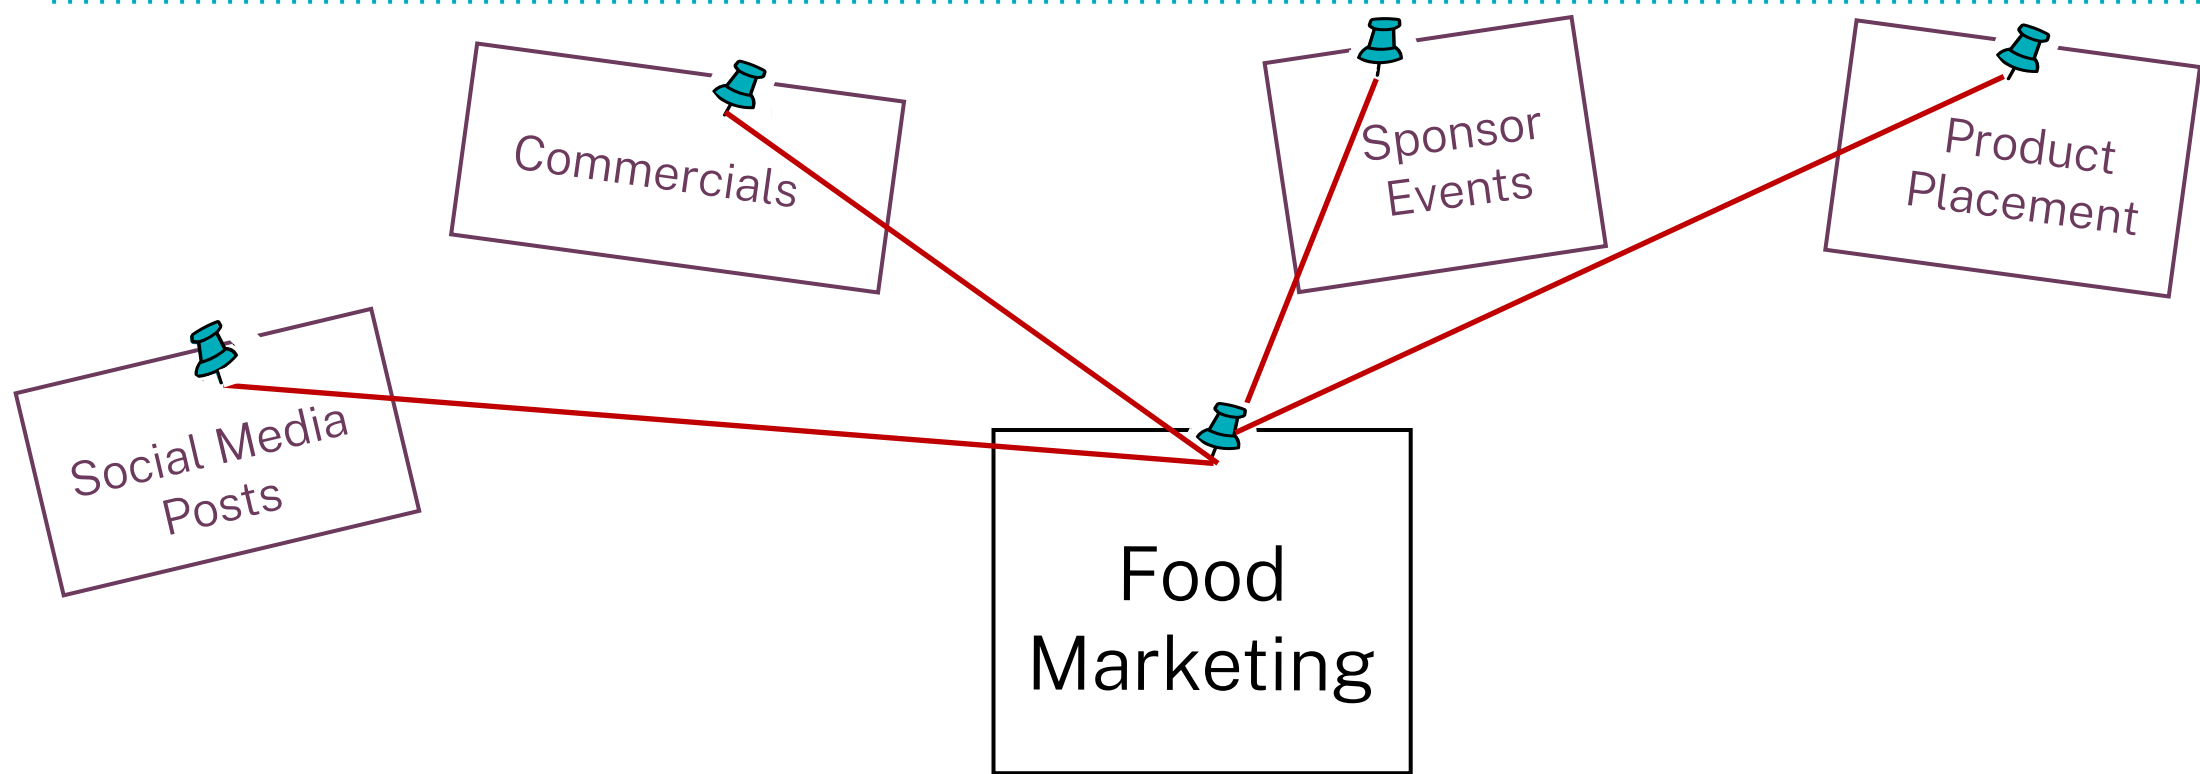 Commercials
Sponsor
Events
Product
Placement
Social Media
Posts
Food
Marketing